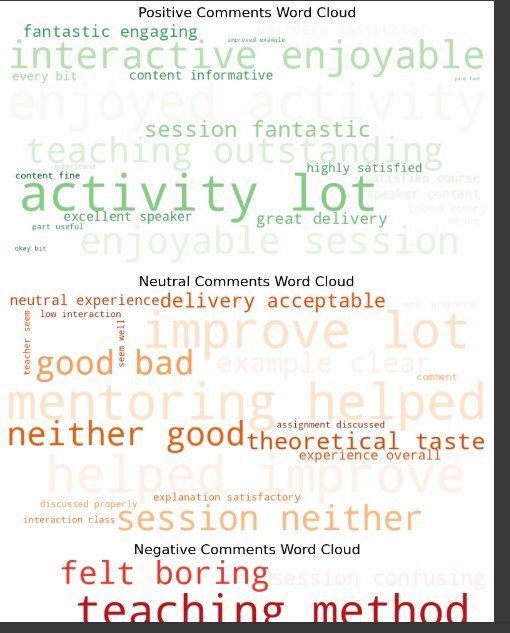 Positive Comments Word Cloud
fantastic engaging
improved example
interactive enjoyable
every bit
content informative
enjoyed activity
session fantastic
teaching outstanding
understand
highly satisfied
content fine
satisfied course
activity lot
speaker content
loved every
excellent speaker
great delivery
part useful
enjoyable session
okay bit
Neutral Comments Word Cloud
neutral experience
delivery acceptable
well prepared
low interaction
teacher seem
seem well
improve lot
good bad
example clear
comment
mentoring helped
neither good
assignment discussed
theoretical taste
experience overall
helped improve
explanation satisfactory
discussed properly
interaction class
session neither
Negative Comments Word Cloud
felt boring
session confusing
teaching method